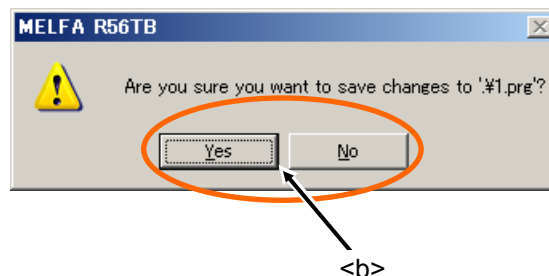 MELFA R56TB
Are you sure you want to save changes to '.¥1.prg'?
Yes No
<b>